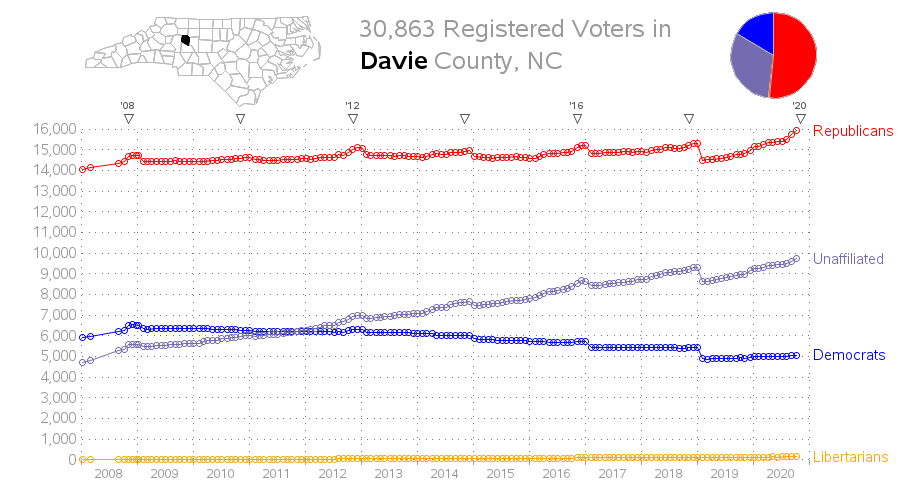 30,863 Registered Voters in
Davie County, NC
'08 '12 '16 '20
16,000
Republicans
15,000
14,000
13,000
12,000
11,000
10,000
Unaffiliated
9,000
8,000
7,000
6,000
5,000
Democrats
4,000
3,000
2,000
1,000
0
Libertarians
2008 2009 2010 2011 2012 2013 2014 2015 2016 2017 2018 2019 2020